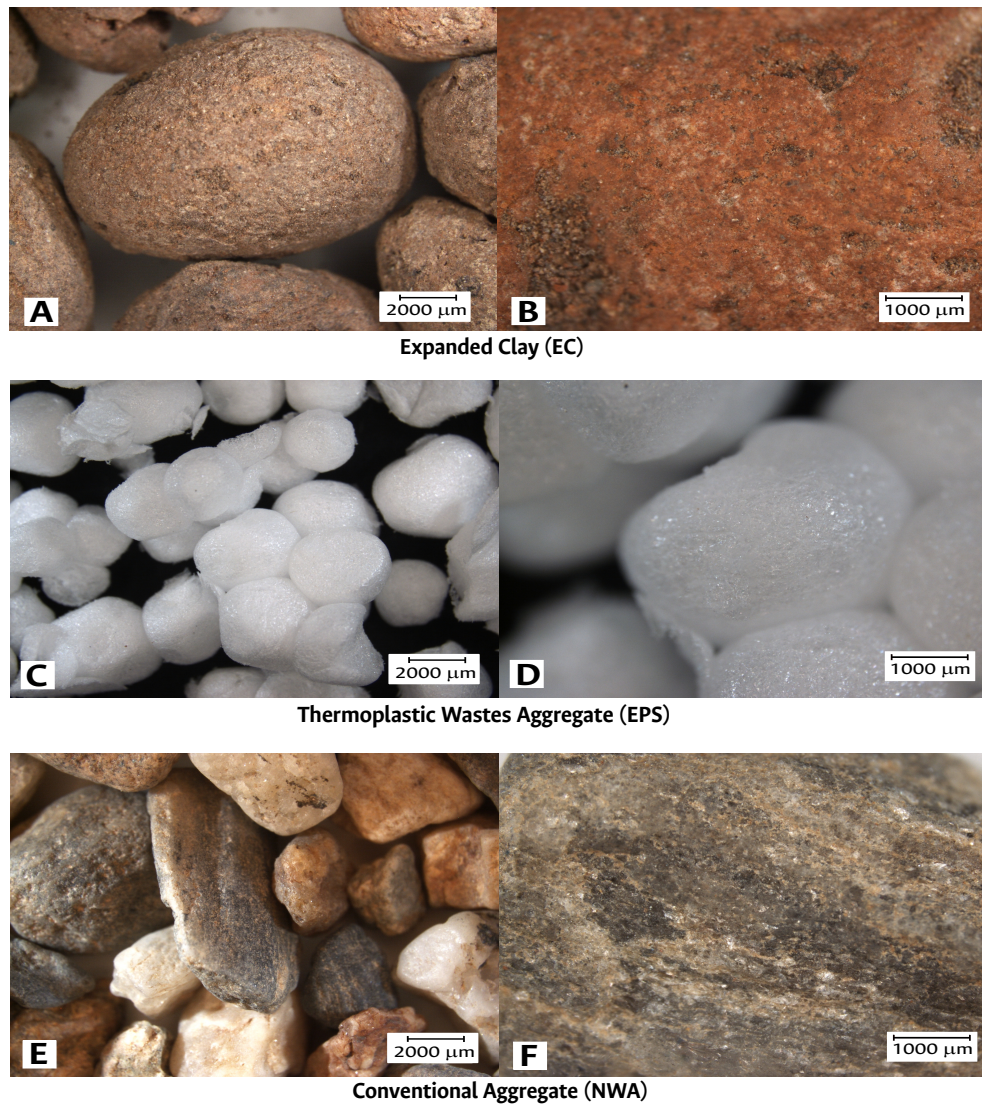 A
2000 µm
B
1000 µm
Expanded Clay (EC)
C
2000 µm
D
1000 µm
Thermoplastic Wastes Aggregate (EPS)
E
2000 µm
F
1000 µm
Conventional Aggregate (NWA)